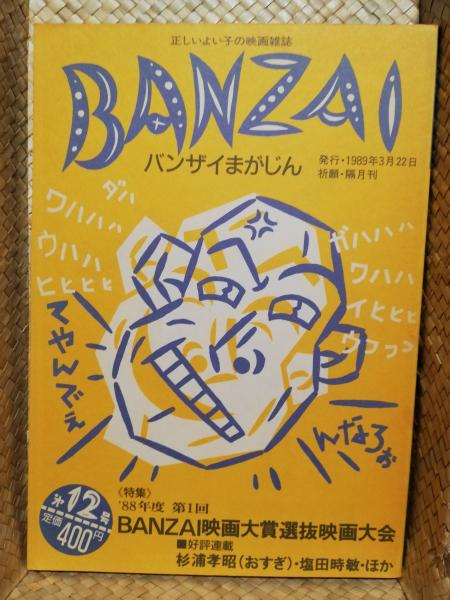 正しいよい子の映画雑誌
BANZAI
バンザイまがじん
発行・1989年3月22日
祈願・隔月刊
ダハ
ワハハハ
ウハハ
ヒヒヒヒ
ガハハハ
ワハハ
イヒヒヒ
ウフフフ
てやんでぇ
んなろぉ
《特集》
'88年度 第1回
BANZAI映画大賞選抜映画大会
■好評連載
杉浦孝昭(おすぎ)・塩田時敏・ほか
才12号
定価
400円